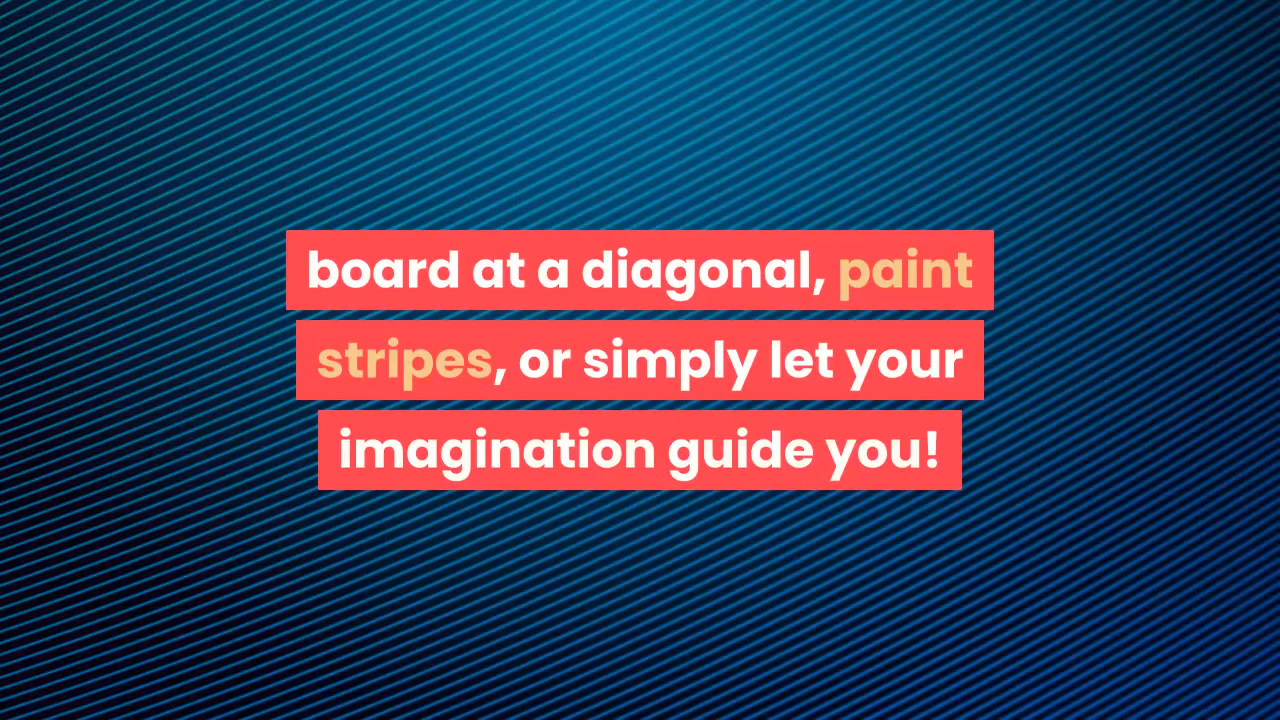 board at a diagonal, paint
stripes, or simply let your
imagination guide you!